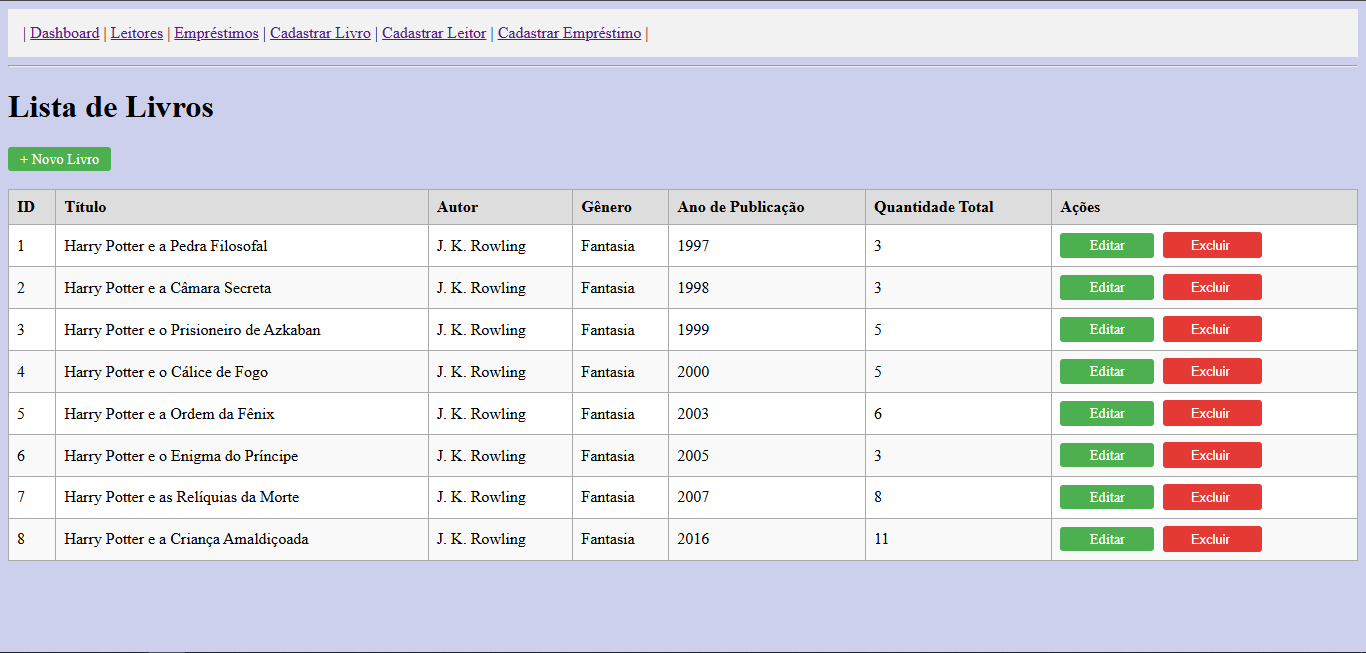 | Dashboard | Leitores | Empréstimos | Cadastrar Livro | Cadastrar Leitor | Cadastrar Empréstimo |
Lista de Livros
+ Novo Livro
ID Título Autor Gênero Ano de Publicação Quantidade Total Ações
1 Harry Potter e a Pedra Filosofal J. K. Rowling Fantasia 1997 3 Editar Excluir
2 Harry Potter e a Câmara Secreta J. K. Rowling Fantasia 1998 3 Editar Excluir
3 Harry Potter e o Prisioneiro de Azkaban J. K. Rowling Fantasia 1999 5 Editar Excluir
4 Harry Potter e o Cálice de Fogo J. K. Rowling Fantasia 2000 5 Editar Excluir
5 Harry Potter e a Ordem da Fênix J. K. Rowling Fantasia 2003 6 Editar Excluir
6 Harry Potter e o Enigma do Príncipe J. K. Rowling Fantasia 2005 3 Editar Excluir
7 Harry Potter e as Relíquias da Morte J. K. Rowling Fantasia 2007 8 Editar Excluir
8 Harry Potter e a Criança Amaldiçoada J. K. Rowling Fantasia 2016 11 Editar Excluir